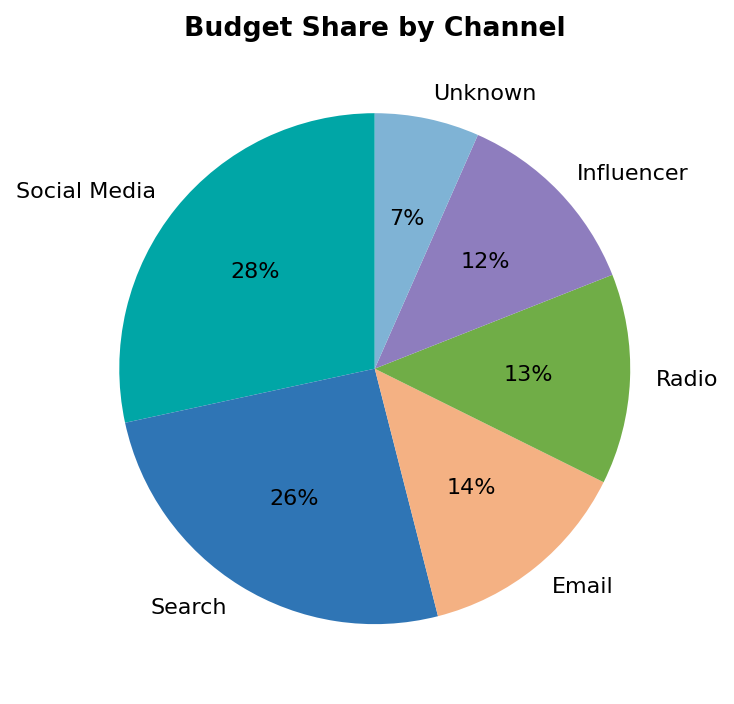 Budget Share by Channel
Unknown
Influencer
Social Media
7%
12%
28%
13%
Radio
14%
26%
Email
Search